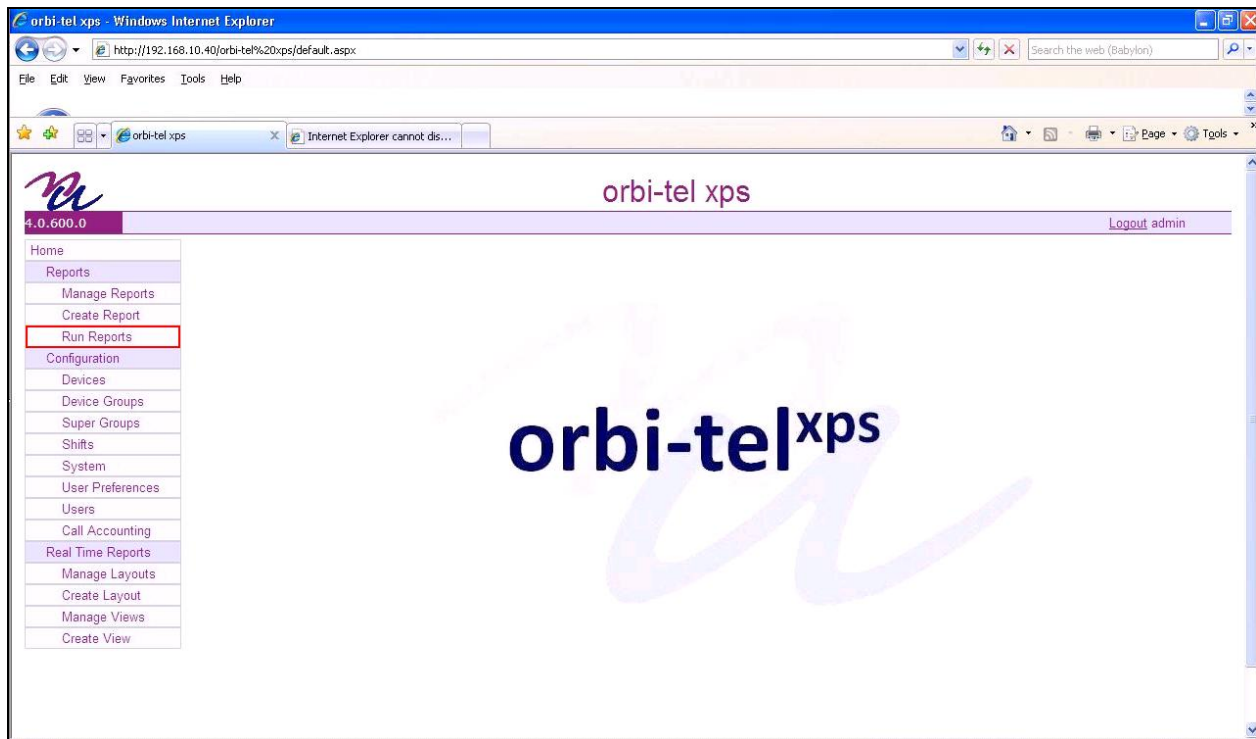 orbi-tel xps - Windows Internet Explorer
http://192.168.10.40/orbi-tel%20xps/default.aspx
Search the web (Babylon)
File Edit View Favorites Tools Help
orbi-tel xps
Internet Explorer cannot dis...
Page Tools
orbi-tel xps
4.0.600.0
Logout admin
Home
Reports
Manage Reports
Create Report
Run Reports
Configuration
Devices
Device Groups
Super Groups
Shifts
System
User Preferences
Users
Call Accounting
Real Time Reports
Manage Layouts
Create Layout
Manage Views
Create View
orbi-tel xps